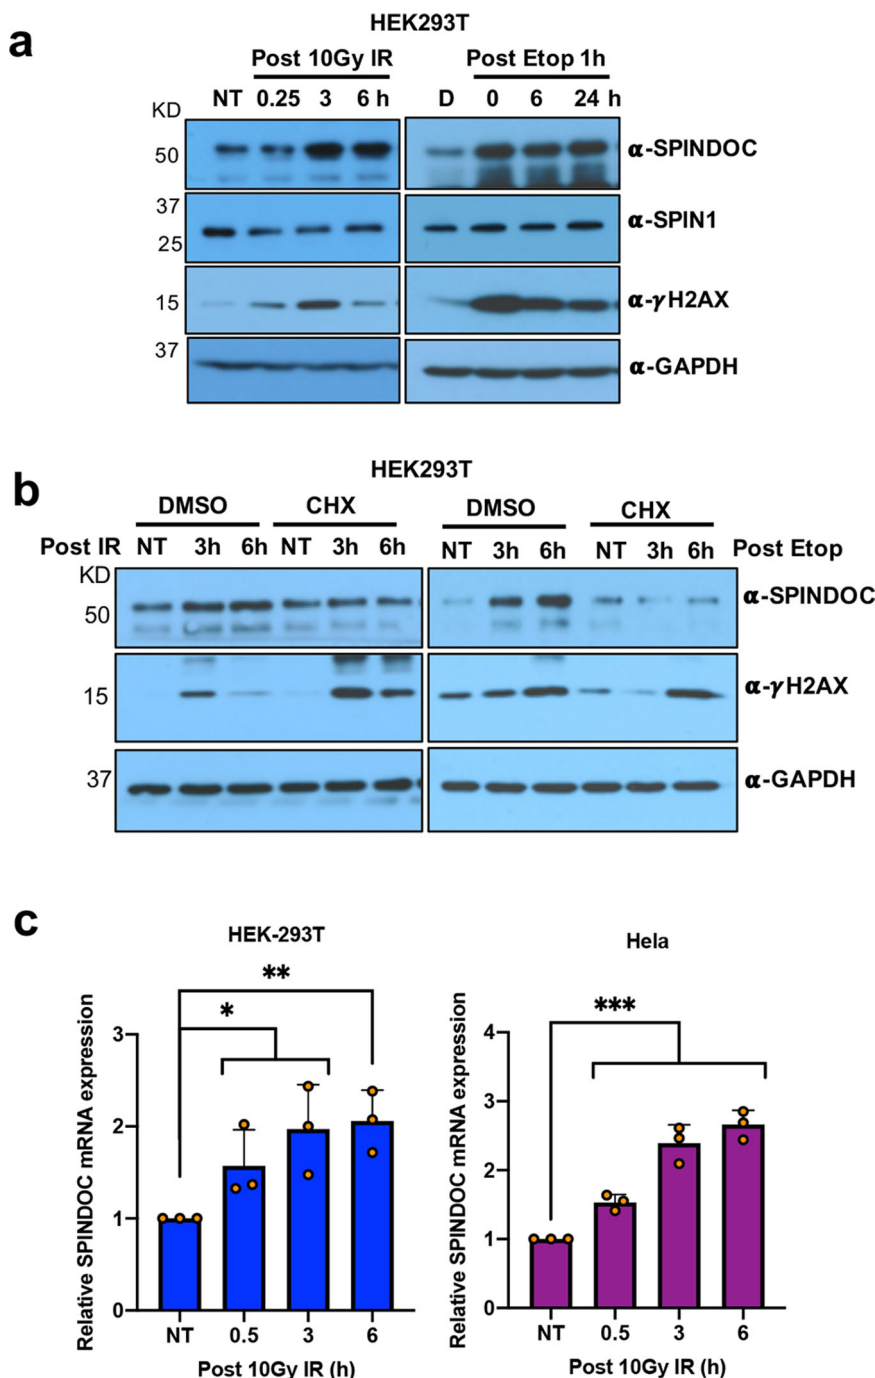 a
HEK293T
Post 10Gy IR
Post Etop 1h
KD
NT 0.25 3 6 h
D 0 6 24 h
50
α-SPINDOC
37
25
α-SPIN1
15
α-γH2AX
37
α-GAPDH
b
HEK293T
DMSO CHX
DMSO CHX
Post IR NT 3h 6h NT 3h 6h
NT 3h 6h NT 3h 6h Post Etop
KD
50
α-SPINDOC
15
α-γH2AX
37
α-GAPDH
c
HEK-293T
**
*
Relative SPINDOC mRNA expression
3
2
1
0
NT 0.5 3 6
Post 10Gy IR (h)
Hela
***
Relative SPINDOC mRNA expression
4
3
2
1
0
NT 0.5 3 6
Post 10Gy IR (h)